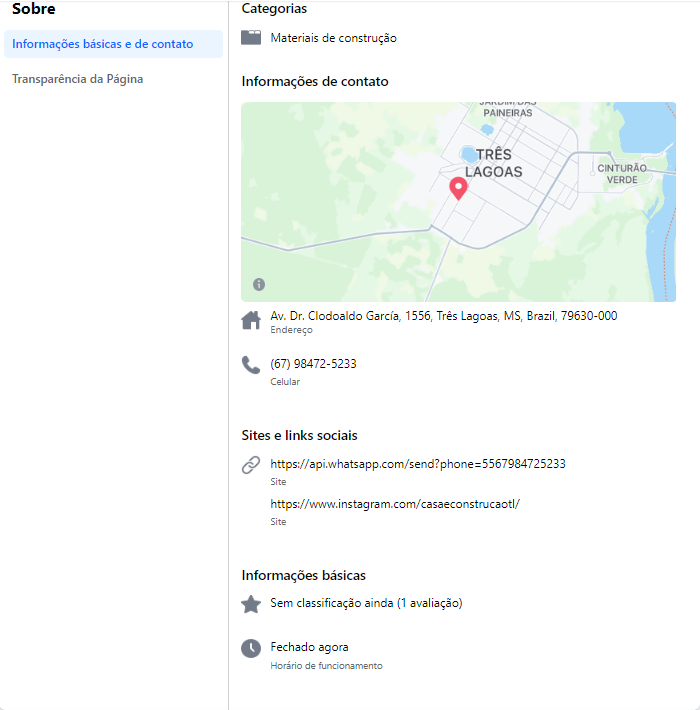 Sobre
Informações básicas e de contato
Transparência da Página
Categorias
Materiais de construção
Informações de contato
JARDIM DAS
PAINEIRAS
TRÊS
LAGOAS
CINTURÃO
VERDE
Av. Dr. Clodoaldo García, 1556, Três Lagoas, MS, Brazil, 79630-000
Endereço
(67) 98472-5233
Celular
Sites e links sociais
https://api.whatsapp.com/send?phone=5567984725233
Site
https://www.instagram.com/casaeconstrucaotl/
Site
Informações básicas
Sem classificação ainda (1 avaliação)
Fechado agora
Horário de funcionamento